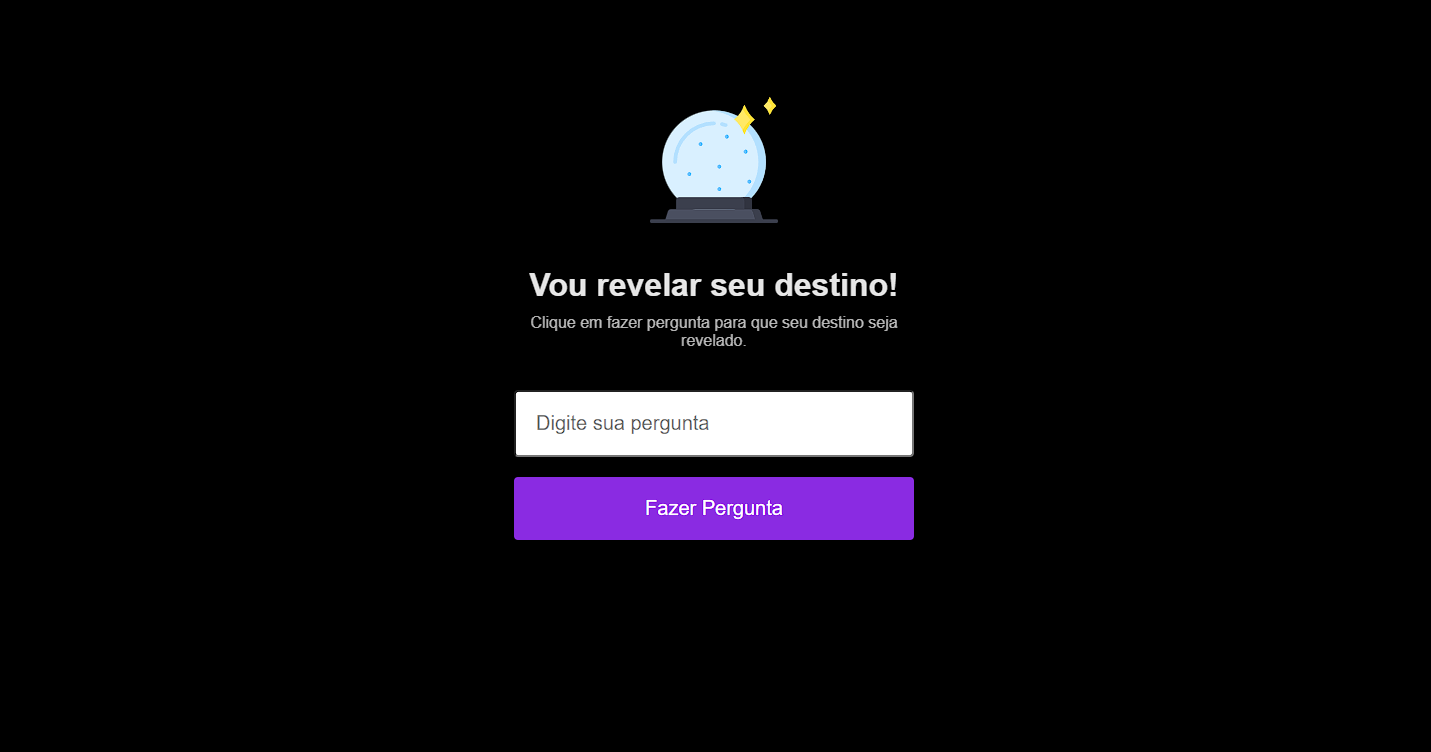 Vou revelar seu destino!
Clique em fazer pergunta para que seu destino seja
revelado.
Digite sua pergunta
Fazer Pergunta